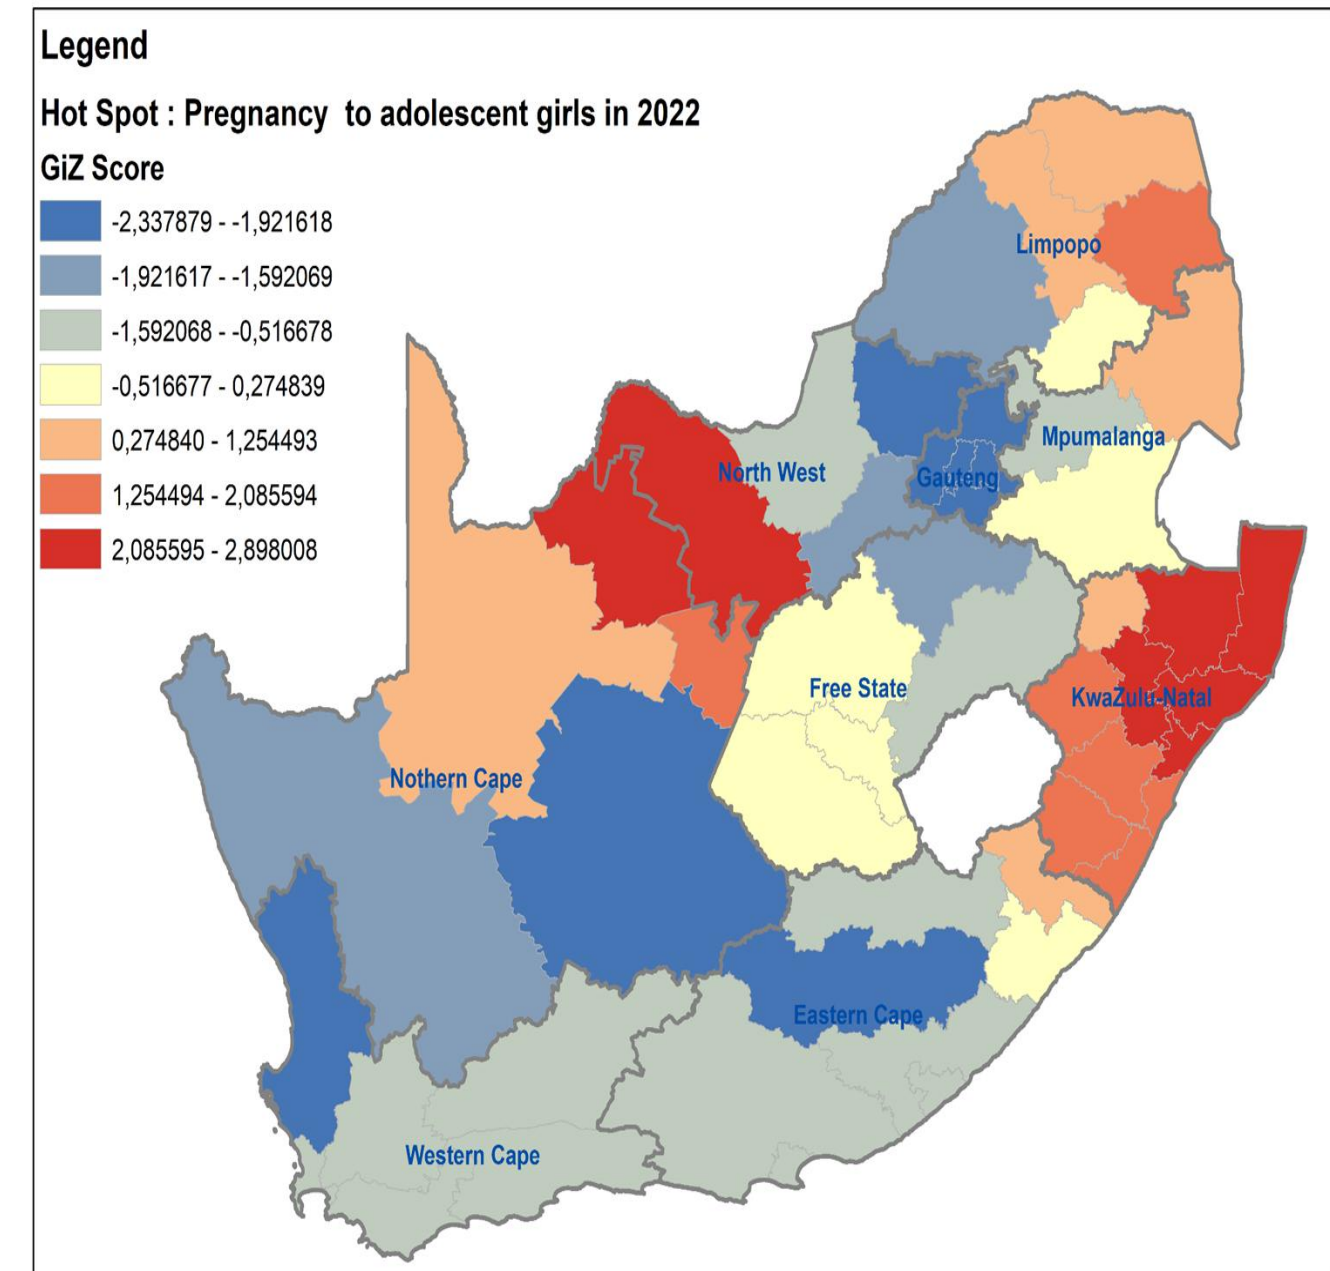 Legend
Hot Spot : Pregnancy  to adolescent girls in 2022
GiZ Score
-2,337879 - -1,921618
-1,921617 - -1,592069
-1,592068 - -0,516678
-0,516677 - 0,274839
0,274840 - 1,254493
1,254494 - 2,085594
2,085595 - 2,898008
Limpopo
Mpumalanga
North West
Gauteng
Free State
KwaZulu-Natal
Nothern Cape
Eastern Cape
Western Cape